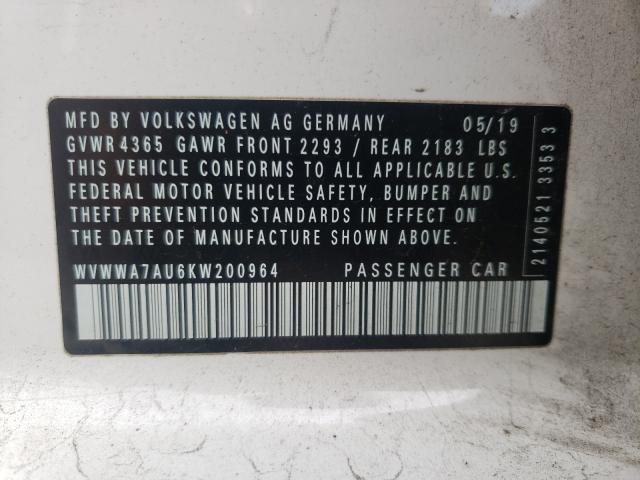 MFD BY VOLKSWAGEN AG GERMANY 05/19
GVWR 4365 GAWR FRONT 2293 / REAR 2183 LBS
THIS VEHICLE CONFORMS TO ALL APPLICABLE U.S.
FEDERAL MOTOR VEHICLE SAFETY, BUMPER AND
THEFT PREVENTION STANDARDS IN EFFECT ON
THE DATE OF MANUFACTURE SHOWN ABOVE.
WVWWA7AU6KW200964 PASSENGER CAR
2140521 3353 3